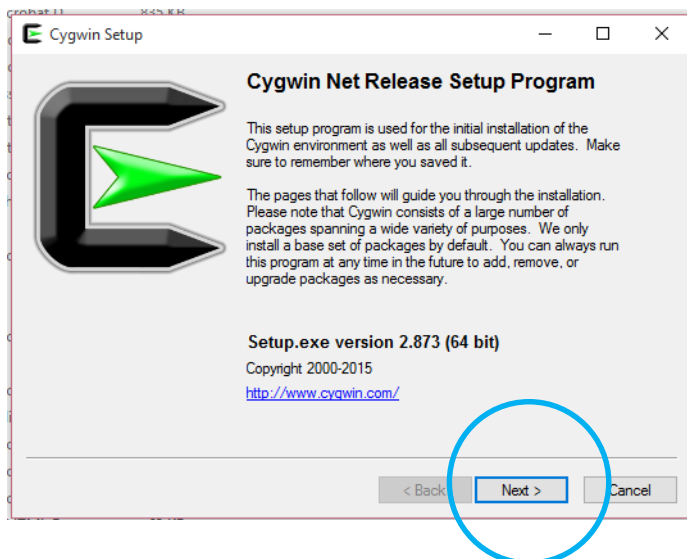 835 KB
Cygwin Setup
Cygwin Net Release Setup Program
This setup program is used for the initial installation of the
Cygwin environment as well as all subsequent updates. Make
sure to remember where you saved it.
The pages that follow will guide you through the installation.
Please note that Cygwin consists of a large number of
packages spanning a wide variety of purposes. We only
install a base set of packages by default. You can always run
this program at any time in the future to add, remove, or
upgrade packages as necessary.
Setup.exe version 2.873 (64 bit)
Copyright 2000-2015
http://www.cygwin.com/
< Back Next > Cancel